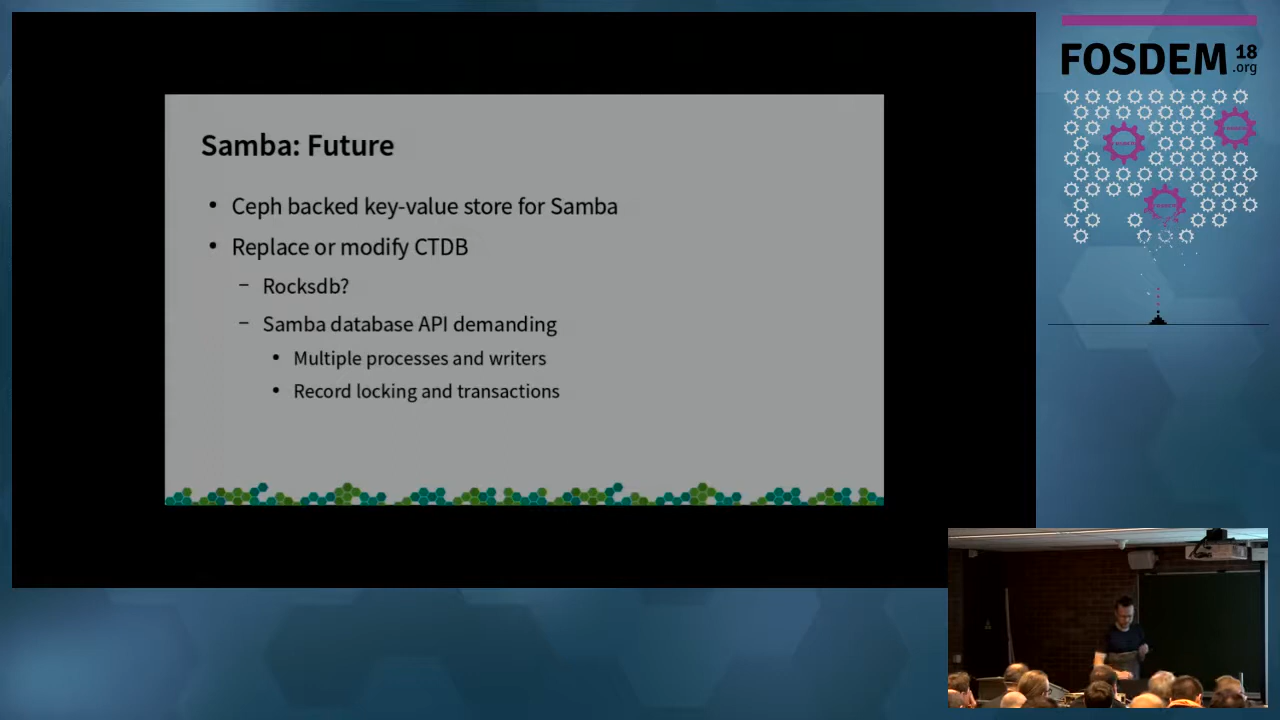 Samba: Future
• Ceph backed key-value store for Samba
• Replace or modify CTDB
– Rocksdb?
– Samba database API demanding
• Multiple processes and writers
• Record locking and transactions
FOSDEM 18
.org